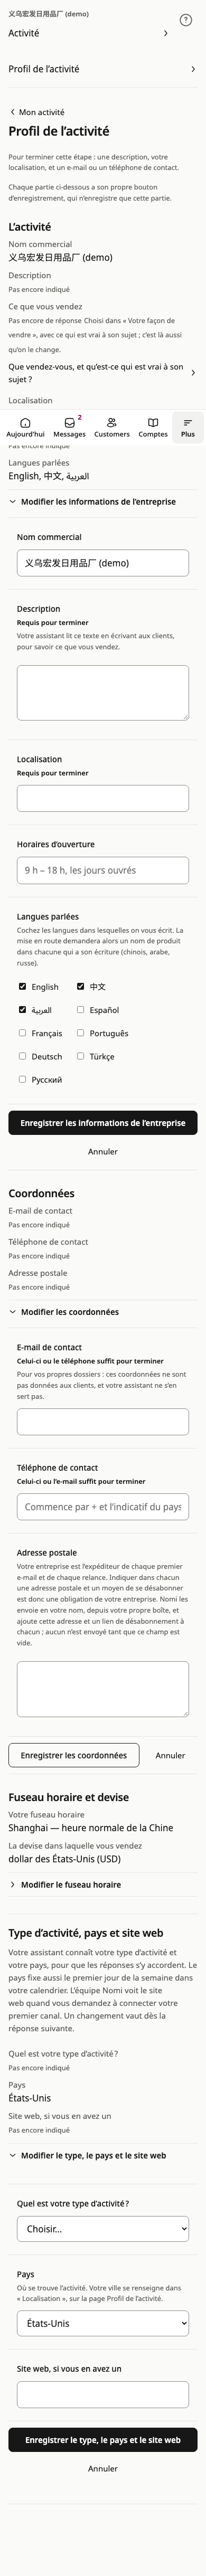 义乌宏发日用品厂 (demo)
Activité
?
Profil de l’activité
Mon activité
Profil de l’activité
Pour terminer cette étape : une description, votre
localisation, et un e-mail ou un téléphone de contact.
Chaque partie ci-dessous a son propre bouton
d’enregistrement, qui n’enregistre que cette partie.
L’activité
Nom commercial
义乌宏发日用品厂 (demo)
Description
Pas encore indiqué
Ce que vous vendez
Pas encore de réponse Choisi dans « Votre façon de
vendre », avec ce qui est vrai à son sujet ; c’est là aussi
qu’on le change.
Que vendez-vous, et qu’est-ce qui est vrai à son
sujet ?
Localisation
Aujourd’hui
2
Messages
Customers
Comptes
Plus
Pas encore indiqué
Langues parlées
English, 中文, العربية
Modifier les informations de l’entreprise
Nom commercial
义乌宏发日用品厂 (demo)
Description
Requis pour terminer
Votre assistant lit ce texte en écrivant aux clients,
pour savoir ce que vous vendez.
Localisation
Requis pour terminer
Horaires d’ouverture
9 h – 18 h, les jours ouvrés
Langues parlées
Cochez les langues dans lesquelles on vous écrit. La
mise en route demandera alors un nom de produit
dans chacune qui a son écriture (chinois, arabe,
russe).
English
中文
العربية
Español
Français
Português
Deutsch
Türkçe
Русский
Enregistrer les informations de l’entreprise
Annuler
Coordonnées
E-mail de contact
Pas encore indiqué
Téléphone de contact
Pas encore indiqué
Adresse postale
Pas encore indiqué
Modifier les coordonnées
E-mail de contact
Celui-ci ou le téléphone suffit pour terminer
Pour vos propres dossiers : ces coordonnées ne sont
pas données aux clients, et votre assistant ne s’en
sert pas.
Téléphone de contact
Celui-ci ou l’e-mail suffit pour terminer
Commence par + et l’indicatif du pays
Adresse postale
Votre entreprise est l’expéditeur de chaque premier
e-mail et de chaque relance. Indiquer dans chacun
une adresse postale et un moyen de se désabonner
est donc une obligation de votre entreprise. Nomi les
envoie en votre nom, depuis votre propre boîte, et
ajoute cette adresse et un lien de désabonnement à
chacun ; aucun n’est envoyé tant que ce champ est
vide.
Enregistrer les coordonnées
Annuler
Fuseau horaire et devise
Votre fuseau horaire
Shanghai — heure normale de la Chine
La devise dans laquelle vous vendez
dollar des États-Unis (USD)
Modifier le fuseau horaire
Type d’activité, pays et site web
Votre assistant connaît votre type d’activité et
votre pays, pour que les réponses s’y accordent. Le
pays fixe aussi le premier jour de la semaine dans
votre calendrier. L’équipe Nomi voit le site
web quand vous demandez à connecter votre
premier canal. Un changement vaut dès la
réponse suivante.
Quel est votre type d’activité ?
Pas encore indiqué
Pays
États-Unis
Site web, si vous en avez un
Pas encore indiqué
Modifier le type, le pays et le site web
Quel est votre type d’activité ?
Choisir…
Pays
Où se trouve l’activité. Votre ville se renseigne dans
« Localisation », sur la page Profil de l’activité.
États-Unis
Site web, si vous en avez un
Enregistrer le type, le pays et le site web
Annuler